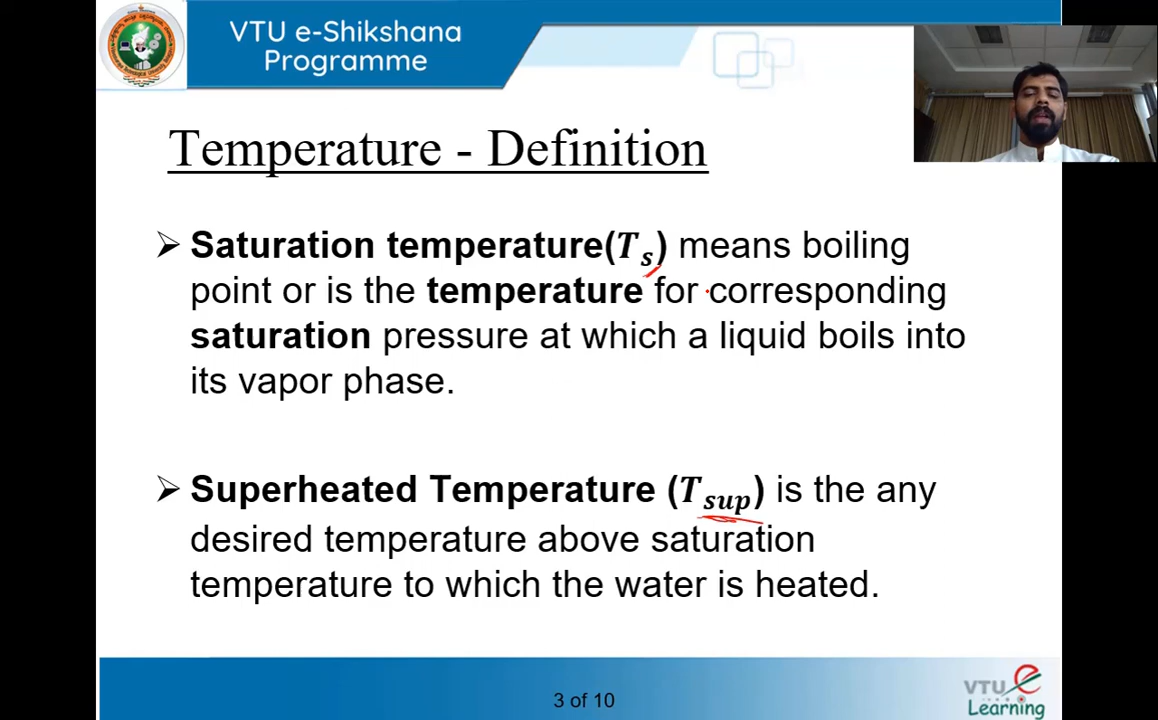 VTU e-Shikshana
Programme
Temperature - Definition
➢ Saturation temperature(Tₛ) means boiling
point or is the temperature for corresponding
saturation pressure at which a liquid boils into
its vapor phase.
➢ Superheated Temperature (Tsup) is the any
desired temperature above saturation
temperature to which the water is heated.
3 of 10
VTU e
Learning